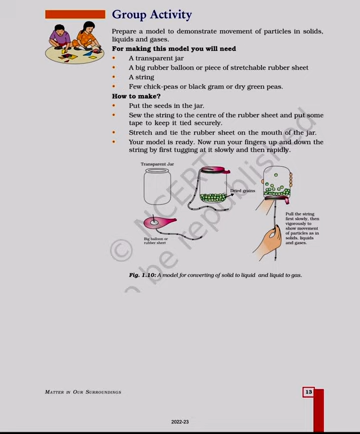 Group Activity
Prepare a model to demonstrate movement of particles in solids,
liquids and gases.
For making this model you will need
• A transparent jar
• A big rubber balloon or piece of stretchable rubber sheet
• A string
• Few chick-peas or black gram or dry green peas.
How to make?
• Put the seeds in the jar.
• Sew the string to the centre of the rubber sheet and put some
tape to keep it tied securely.
• Stretch and tie the rubber sheet on the mouth of the jar.
• Your model is ready. Now run your fingers up and down the
string by first tugging at it slowly and then rapidly.
Transparent Jar
Dried grams
Big balloon or
rubber sheet
Pull the string
first slowly, then
vigorously to
show movement
of particles as in
solids, liquids
and gases.
Fig. 1.10: A model for converting of solid to liquid and liquid to gas.
© NCERT
be republished
MATTER IN OUR SURROUNDINGS
13
2022-23